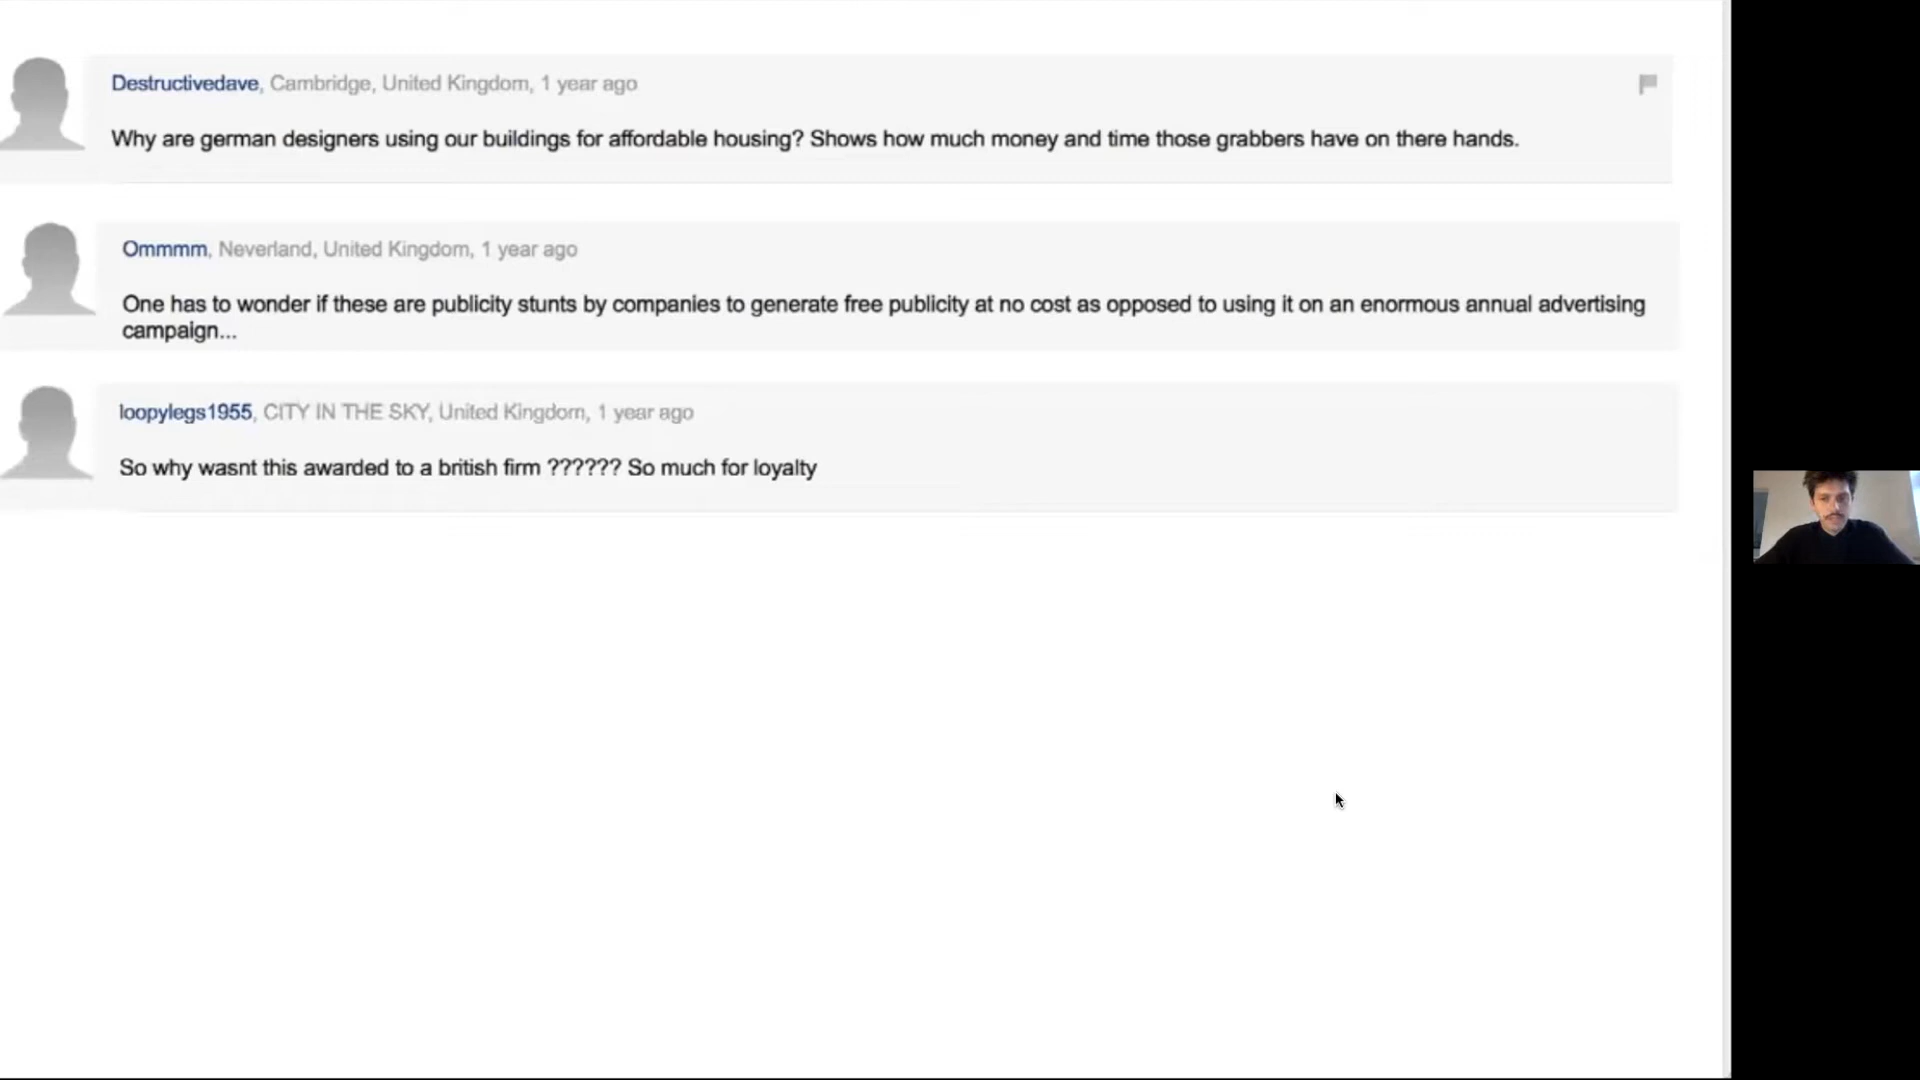 Destructivedave, Cambridge, United Kingdom, 1 year ago
Why are german designers using our buildings for affordable housing? Shows how much money and time those grabbers have on there hands.
Ommmm, Neverland, United Kingdom, 1 year ago
One has to wonder if these are publicity stunts by companies to generate free publicity at no cost as opposed to using it on an enormous annual advertising
campaign...
loopylegs1955, CITY IN THE SKY, United Kingdom, 1 year ago
So why wasnt this awarded to a british firm ?????? So much for loyalty